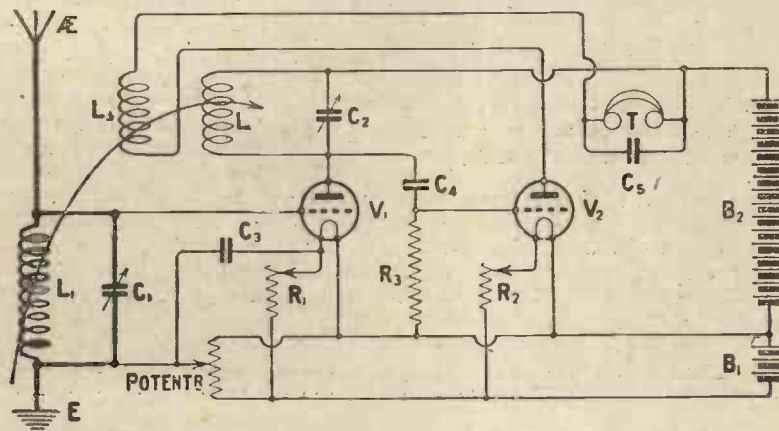 Æ
L₃
L
C₂
T
C₅
B₂
V₁
C₄
V₂
C₃
L₁
C₁
R₁
R₃
R₂
POTENTR
B₁
E